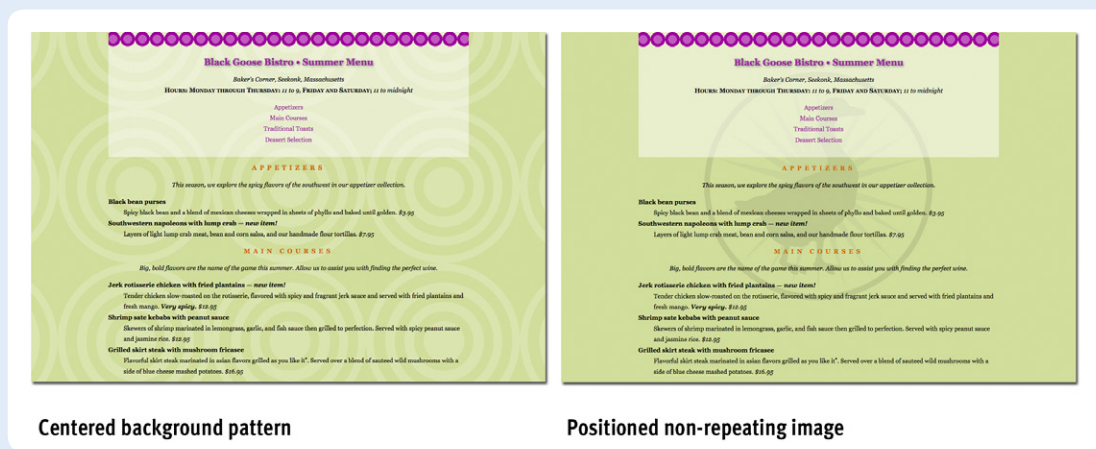 Black Goose Bistro • Summer Menu
Baker's Corner, Seekonk, Massachusetts
Hours: Monday through Thursday: 11 to 9, Friday and Saturday; 11 to midnight
Appetizers
Main Courses
Traditional Toasts
Dessert Selection
APPETIZERS
This season, we explore the spicy flavors of the southwest in our appetizer collection.
Black bean purses
Spicy black bean and a blend of mexican cheeses wrapped in sheets of phyllo and baked until golden. $3.95
Southwestern napoleons with lump crab — new item!
Layers of light lump crab meat, bean and corn salsa, and our handmade flour tortillas. $7.95
MAIN COURSES
Big, bold flavors are the name of the game this summer. Allow us to assist you with finding the perfect wine.
Jerk rotisserie chicken with fried plantains — new item!
Tender chicken slow-roasted on the rotisserie, flavored with spicy and fragrant jerk sauce and served with fried plantains and
fresh mango. Very spicy. $12.95
Shrimp sate kebabs with peanut sauce
Skewers of shrimp marinated in lemongrass, garlic, and fish sauce then grilled to perfection. Served with spicy peanut sauce
and jasmine rice. $12.95
Grilled skirt steak with mushroom fricasee
Flavorful skirt steak marinated in asian flavors grilled as you like it*. Served over a blend of sauteed wild mushrooms with a
side of blue cheese mashed potatoes. $16.95
Centered background pattern
Black Goose Bistro • Summer Menu
Baker's Corner, Seekonk, Massachusetts
Hours: Monday through Thursday: 11 to 9, Friday and Saturday; 11 to midnight
Appetizers
Main Courses
Traditional Toasts
Dessert Selection
APPETIZERS
This season, we explore the spicy flavors of the southwest in our appetizer collection.
Black bean purses
Spicy black bean and a blend of mexican cheeses wrapped in sheets of phyllo and baked until golden. $3.95
Southwestern napoleons with lump crab — new item!
Layers of light lump crab meat, bean and corn salsa, and our handmade flour tortillas. $7.95
MAIN COURSES
Big, bold flavors are the name of the game this summer. Allow us to assist you with finding the perfect wine.
Jerk rotisserie chicken with fried plantains — new item!
Tender chicken slow-roasted on the rotisserie, flavored with spicy and fragrant jerk sauce and served with fried plantains and
fresh mango. Very spicy. $12.95
Shrimp sate kebabs with peanut sauce
Skewers of shrimp marinated in lemongrass, garlic, and fish sauce then grilled to perfection. Served with spicy peanut sauce
and jasmine rice. $12.95
Grilled skirt steak with mushroom fricasee
Flavorful skirt steak marinated in asian flavors grilled as you like it*. Served over a blend of sauteed wild mushrooms with a
side of blue cheese mashed potatoes. $16.95
Positioned non-repeating image